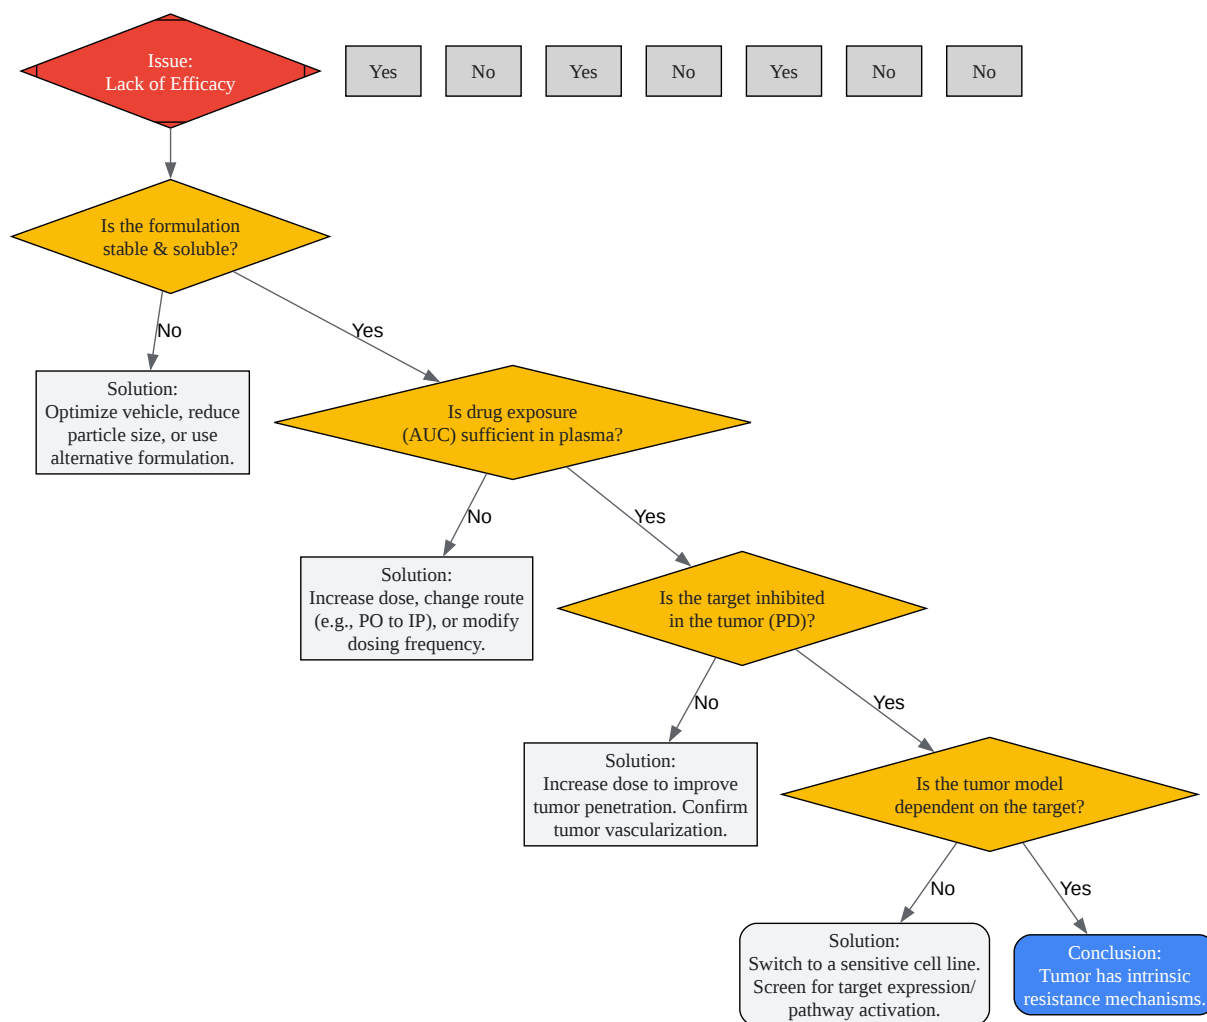 Issue:
Lack of Efficacy
Yes
No
Yes
No
Yes
No
No
Is the formulation
stable & soluble?
No
Yes
Solution:
Optimize vehicle, reduce
particle size, or use
alternative formulation.
Is drug exposure
(AUC) sufficient in plasma?
No
Yes
Solution:
Increase dose, change route
(e.g., PO to IP), or modify
dosing frequency.
Is the target inhibited
in the tumor (PD)?
No
Yes
Solution:
Increase dose to improve
tumor penetration. Confirm
tumor vascularization.
Is the tumor model
dependent on the target?
No
Yes
Solution:
Switch to a sensitive cell line.
Screen for target expression/
pathway activation.
Conclusion:
Tumor has intrinsic
resistance mechanisms.